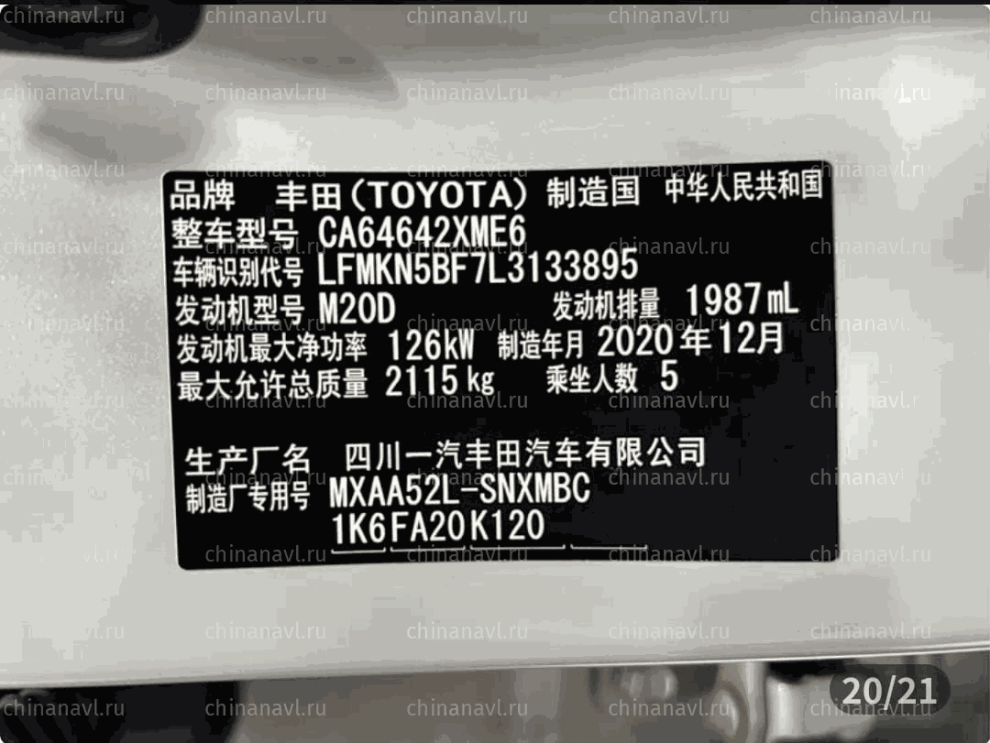 品牌 丰田(TOYOTA) 制造国 中华人民共和国
整车型号 CA64642XME6
车辆识别代号 LFMKN5BF7L3133895
发动机型号 M20D 发动机排量 1987mL
发动机最大净功率 126kW 制造年月 2020年12月
最大允许总质量 2115kg 乘坐人数 5
生产厂名 四川一汽丰田汽车有限公司
制造厂专用号 MXAA52L-SNXMBC
1K6 FA20 K120
20/21
chinanavl.ru